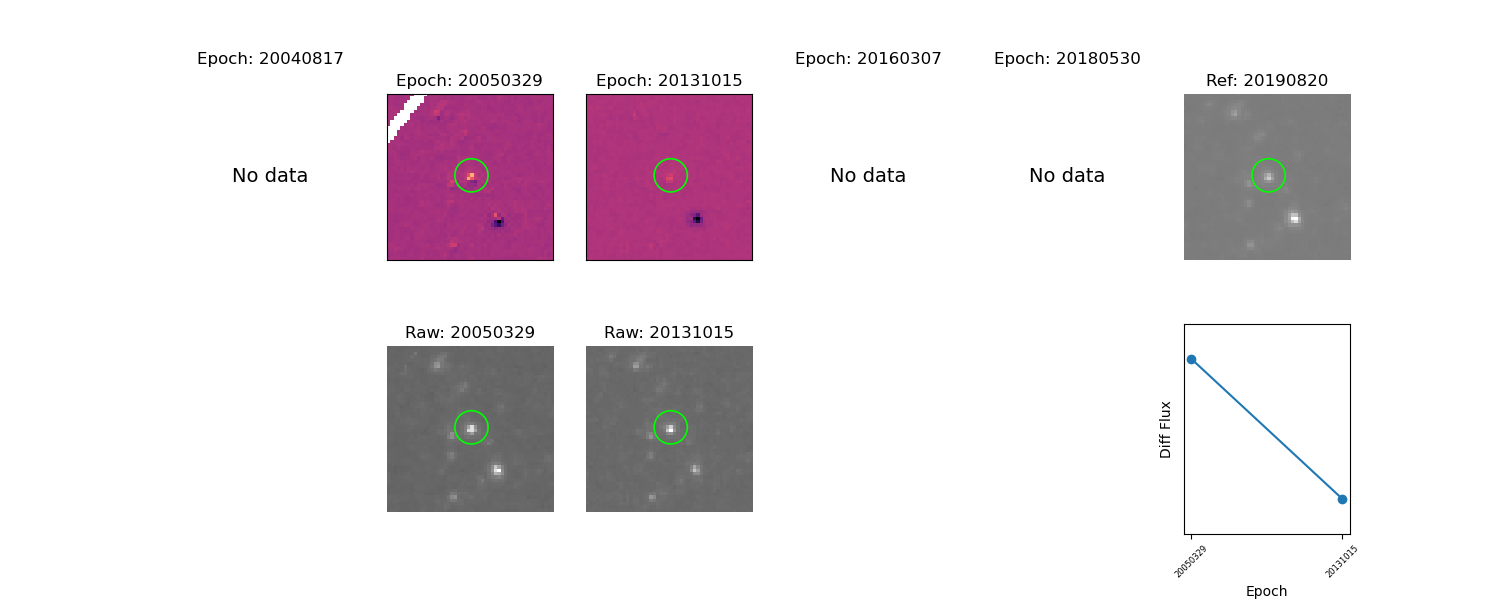 Epoch: 20040817
Epoch: 20050329
Epoch: 20131015
Epoch: 20160307
Epoch: 20180530
Ref: 20190820
No data
No data
No data
Raw: 20050329
Raw: 20131015
Diff Flux
20050329
20131015
Epoch